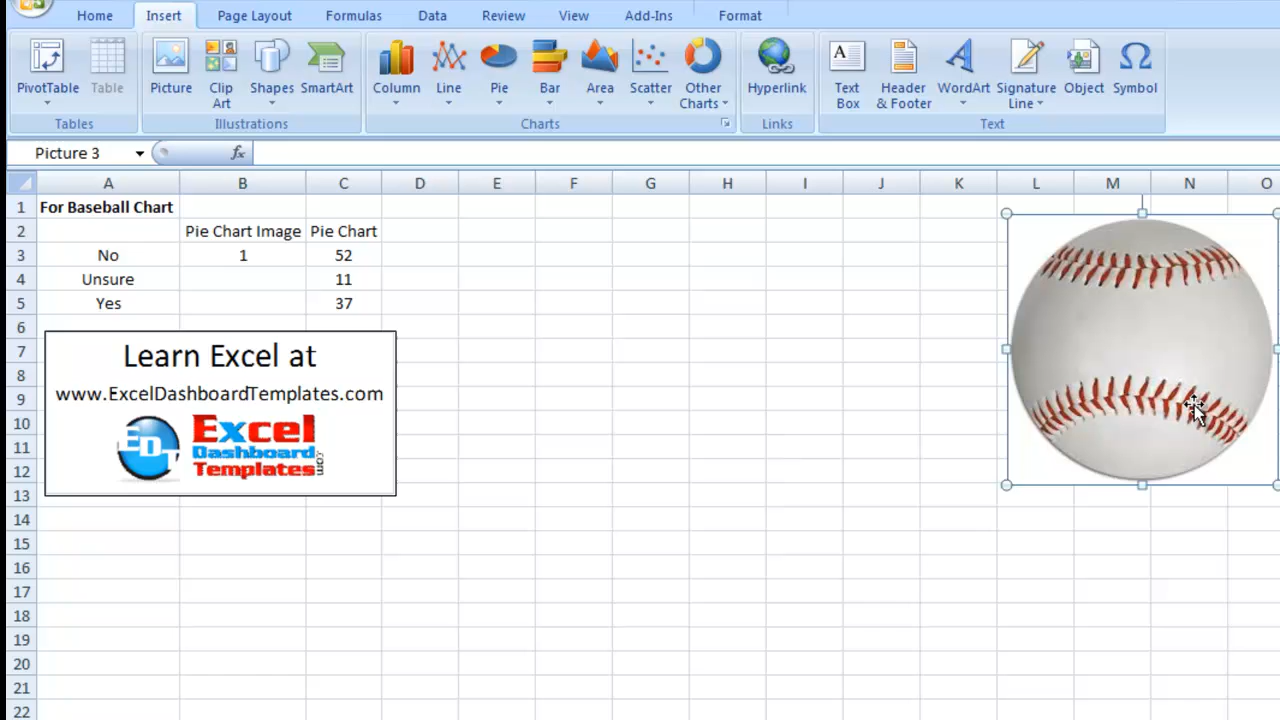 Home Insert Page Layout Formulas Data Review View Add-Ins Format
PivotTable Table Picture Clip Art Shapes SmartArt Column Line Pie Bar Area Scatter Other Charts Hyperlink Text Box Header & Footer WordArt Signature Line Object Symbol
Tables Illustrations Charts Links Text
Picture 3 fx
A B C D E F G H I J K L M N O
1 For Baseball Chart
2 Pie Chart Image Pie Chart
3 No 1 52
4 Unsure 11
5 Yes 37
6
7
8
9
10
11
12
13
14
15
16
17
18
19
20
21
22
Learn Excel at
www.ExcelDashboardTemplates.com
EDT
Excel
Dashboard
Templates
.com